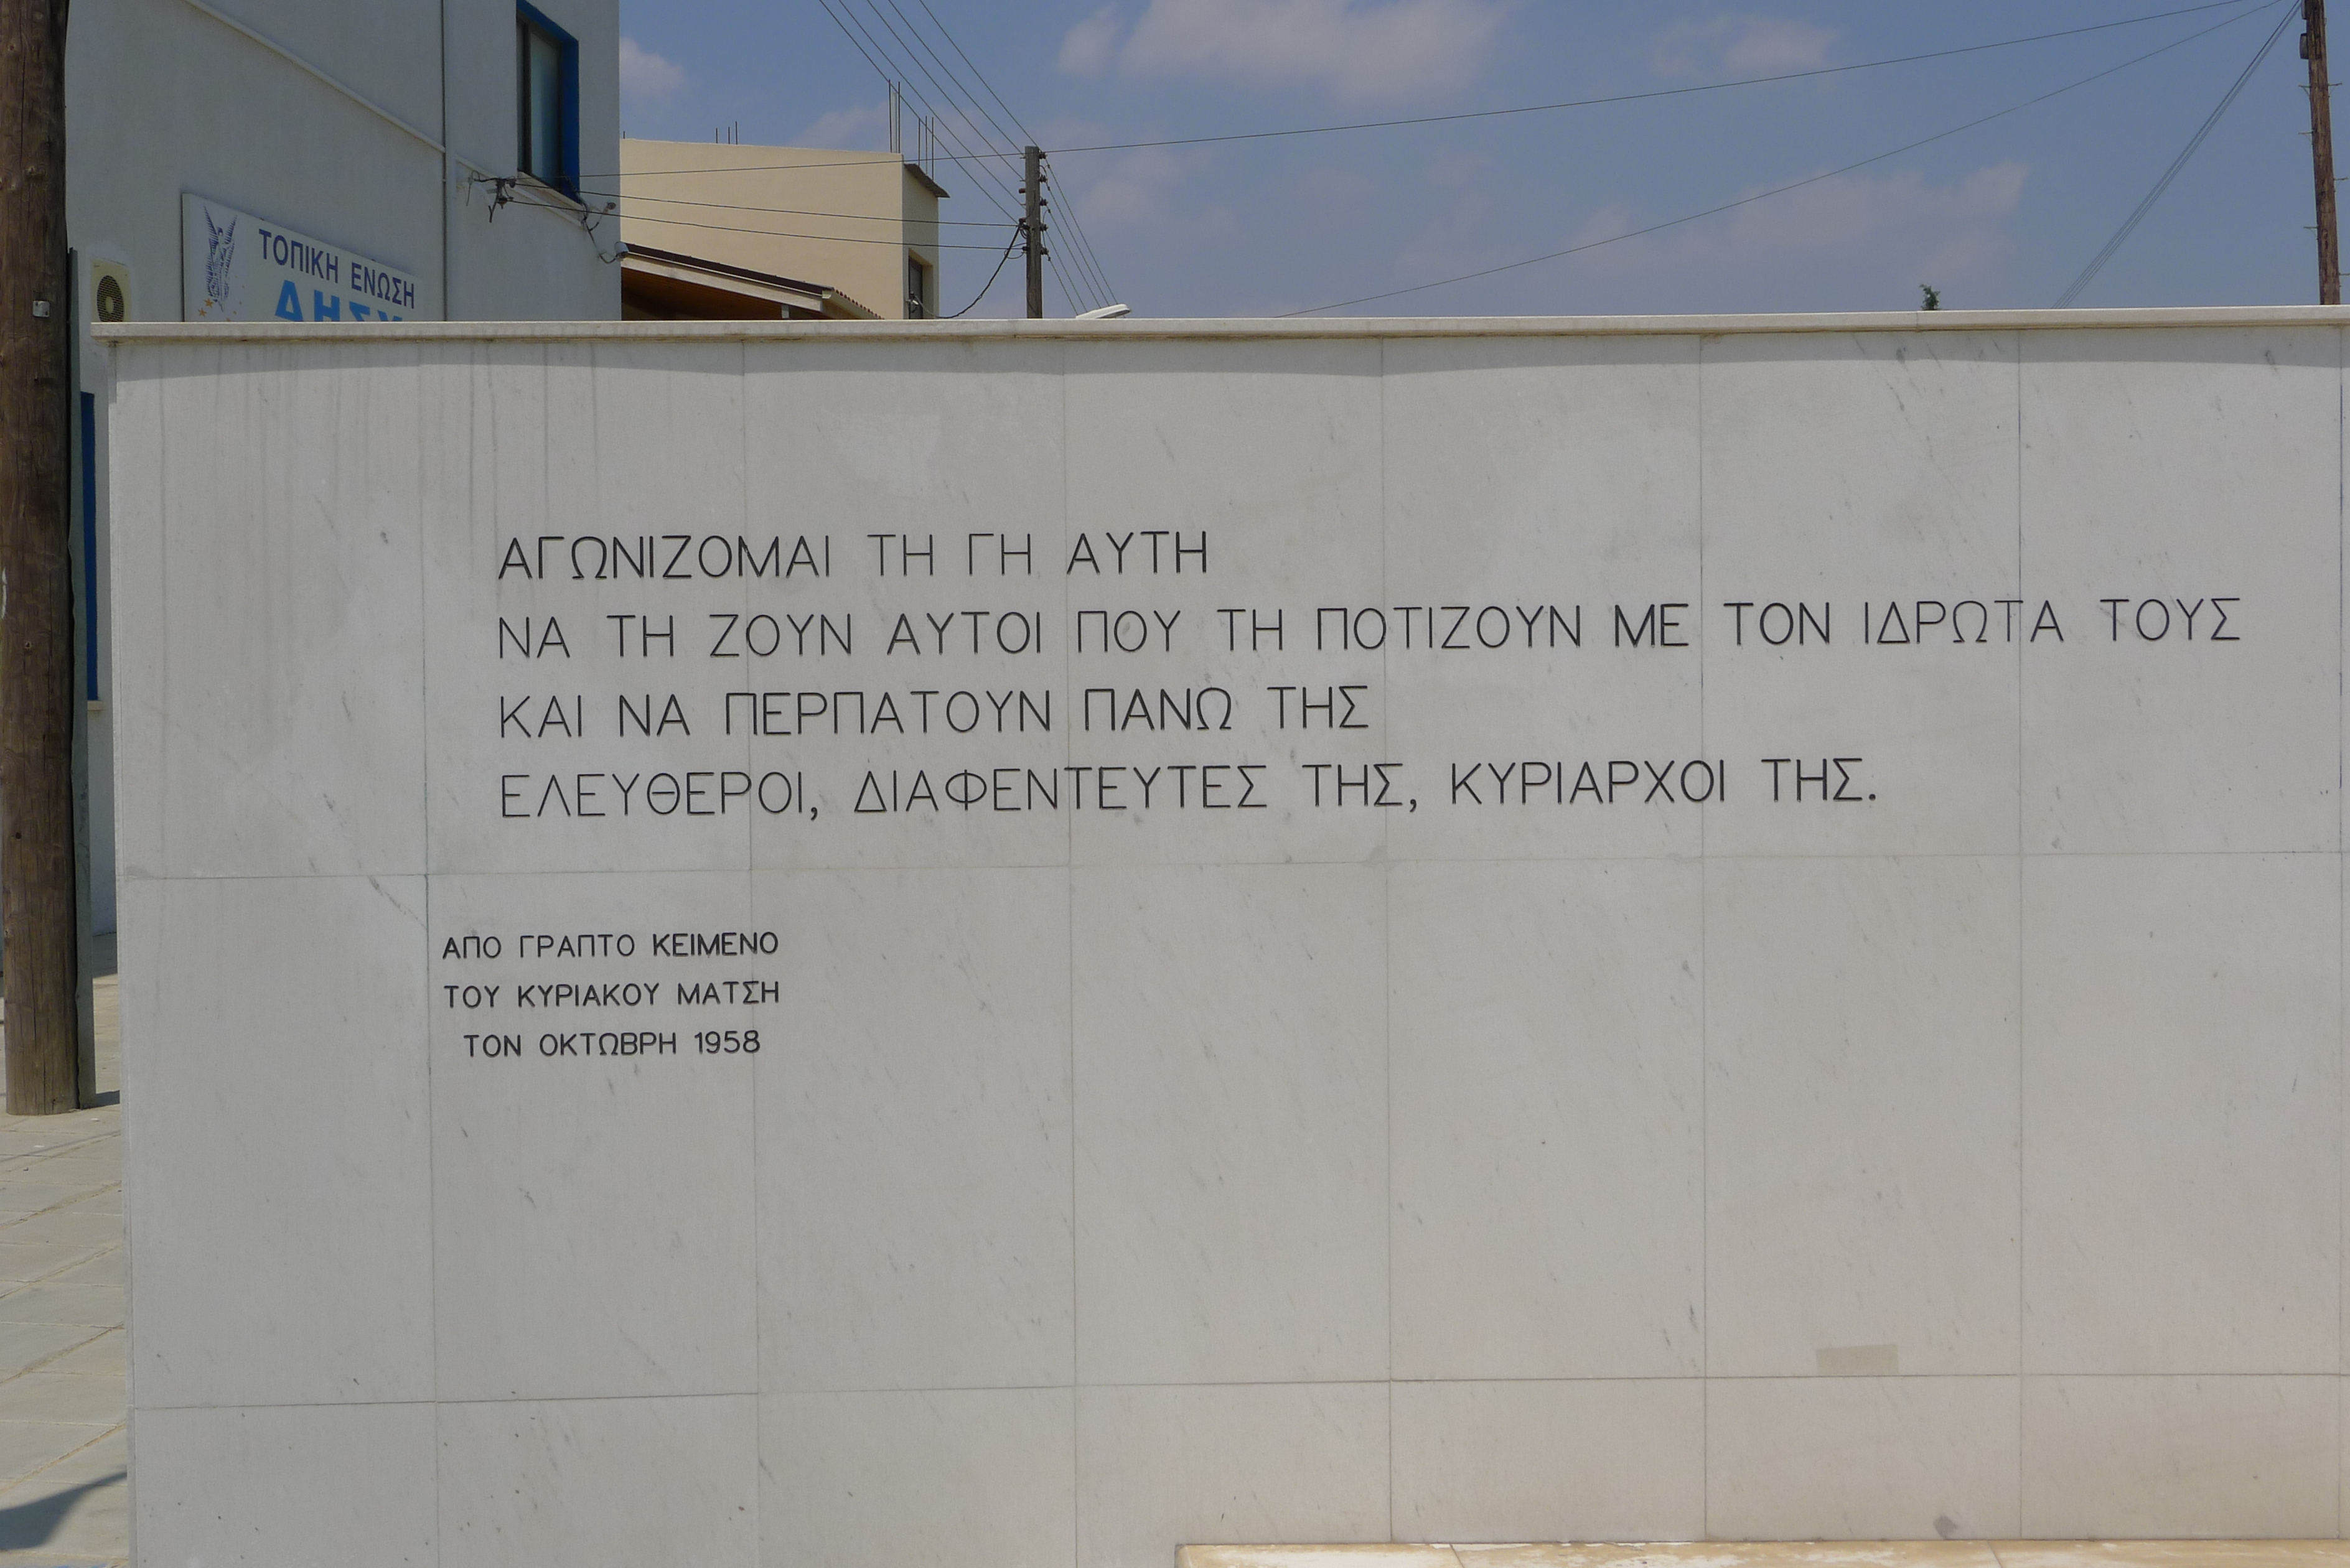 ΤΟΠΙΚΗ ΕΝΩΣΗ
ΔΗΣΥ
ΑΓΩΝΙΖΟΜΑΙ ΤΗ ΓΗ ΑΥΤΗ
ΝΑ ΤΗ ΖΟΥΝ ΑΥΤΟΙ ΠΟΥ ΤΗ ΠΟΤΙΖΟΥΝ ΜΕ ΤΟΝ ΙΔΡΩΤΑ ΤΟΥΣ
ΚΑΙ ΝΑ ΠΕΡΠΑΤΟΥΝ ΠΑΝΩ ΤΗΣ
ΕΛΕΥΘΕΡΟΙ, ΔΙΑΦΕΝΤΕΥΤΕΣ ΤΗΣ, ΚΥΡΙΑΡΧΟΙ ΤΗΣ.
ΑΠΟ ΓΡΑΠΤΟ ΚΕΙΜΕΝΟ
ΤΟΥ ΚΥΡΙΑΚΟΥ ΜΑΤΣΗ
ΤΟΝ ΟΚΤΩΒΡΗ 1958